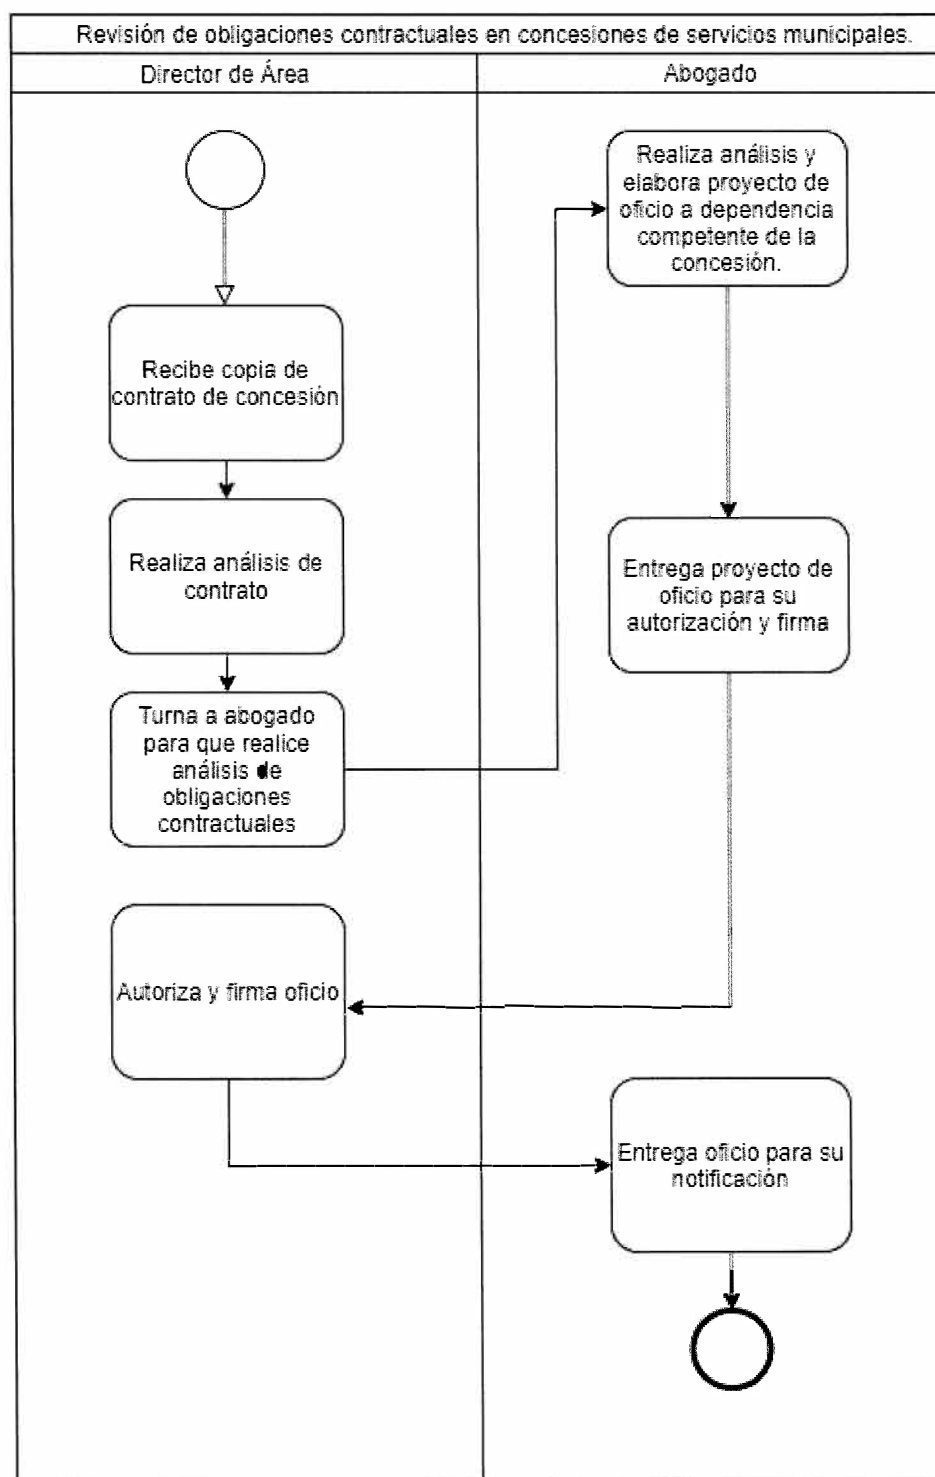 Revisión de obligaciones contractuales en concesiones de servicios municipales.
Director de Área
Abogado
Recibe copia de
contrato de concesión
Realiza análisis de
contrato
Turna a abogado
para que realice
análisis de
obligaciones
contractuales
Realiza análisis y
elabora proyecto de
oficio a dependencia
competente de la
concesión.
Entrega proyecto de
oficio para su
autorización y firma
Autoriza y firma oficio
Entrega oficio para su
notificación